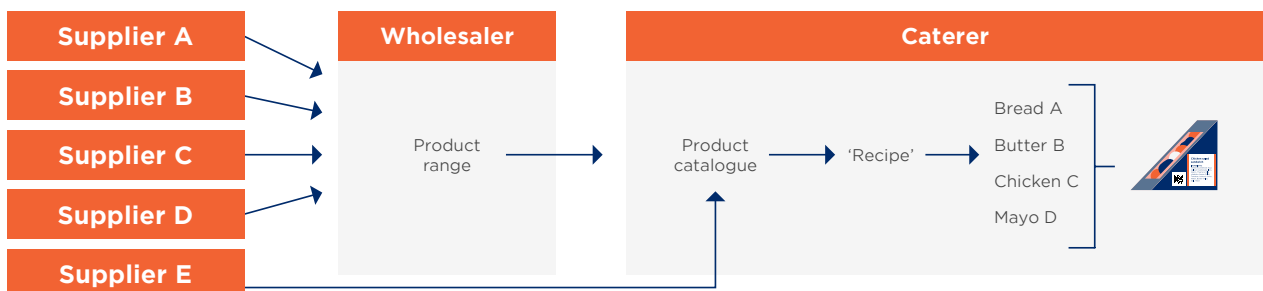 Supplier A
Supplier B
Supplier C
Supplier D
Supplier E
Wholesaler
Product
range
Caterer
Product
catalogue
‘Recipe’
Bread A
Butter B
Chicken C
Mayo D